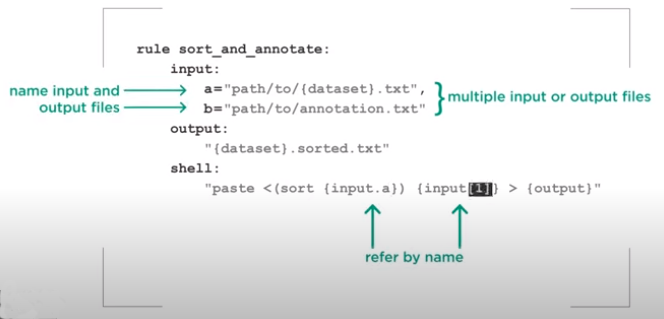 rule sort_and_annotate:
input:
name input and
output files
a="path/to/{dataset}.txt",
b="path/to/annotation.txt"
multiple input or output files
output:
"{dataset}.sorted.txt"
shell:
"paste <(sort {input.a}) {input[1]} > {output}"
refer by name